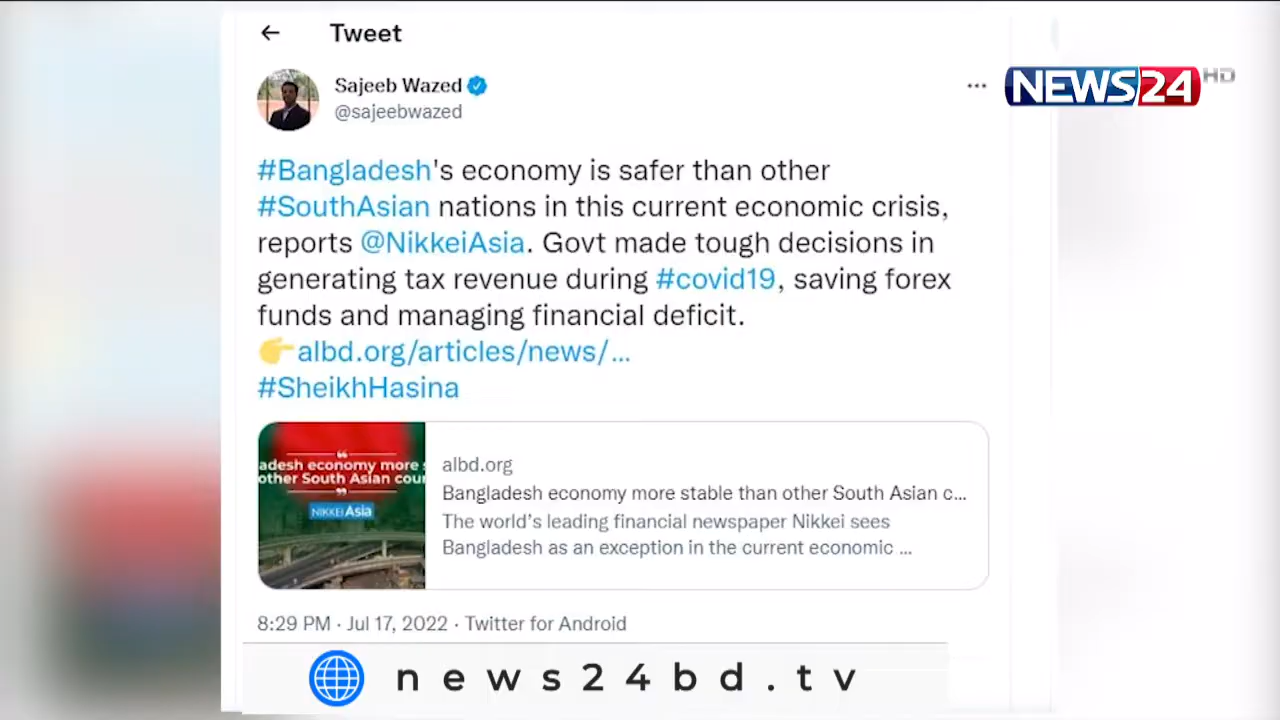 Tweet
Sajeeb Wazed
@sajeebwazed
NEWS24 HD
#Bangladesh's economy is safer than other
#SouthAsian nations in this current economic crisis,
reports @NikkeiAsia. Govt made tough decisions in
generating tax revenue during #covid19, saving forex
funds and managing financial deficit.
👉albd.org/articles/news/...
#SheikhHasina
adesh economy more s
other South Asian cour
NIKKEI Asia
albd.org
Bangladesh economy more stable than other South Asian c...
The world's leading financial newspaper Nikkei sees
Bangladesh as an exception in the current economic ...
8:29 PM · Jul 17, 2022 · Twitter for Android
news24bd.tv